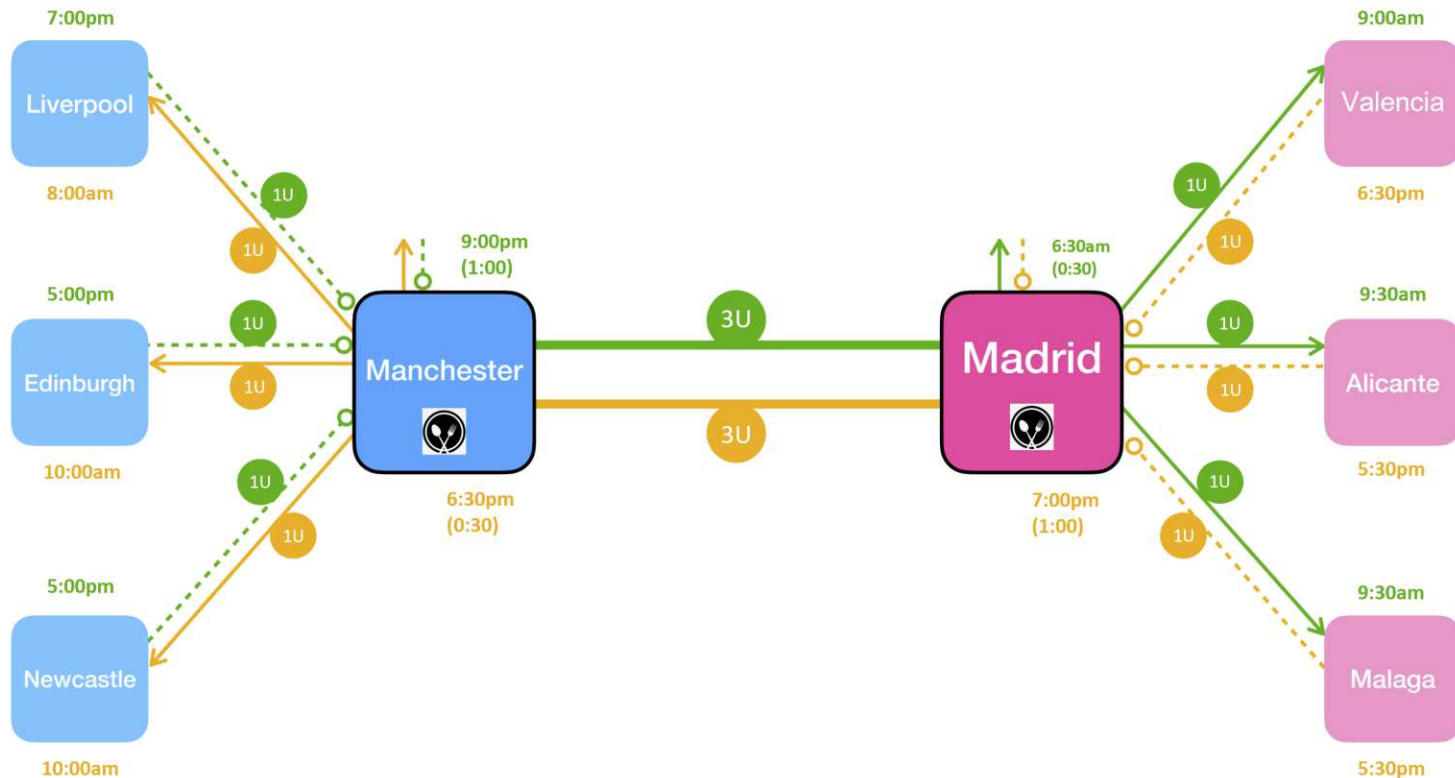 7:00pm
Liverpool
8:00am
1U
1U
5:00pm
Edinburgh
10:00am
1U
1U
5:00pm
Newcastle
10:00am
1U
1U
9:00pm
(1:00)
Manchester
6:30pm
(0:30)
3U
3U
6:30am
(0:30)
Madrid
7:00pm
(1:00)
9:00am
Valencia
6:30pm
1U
1U
9:30am
Alicante
5:30pm
1U
1U
9:30am
Malaga
5:30pm
1U
1U